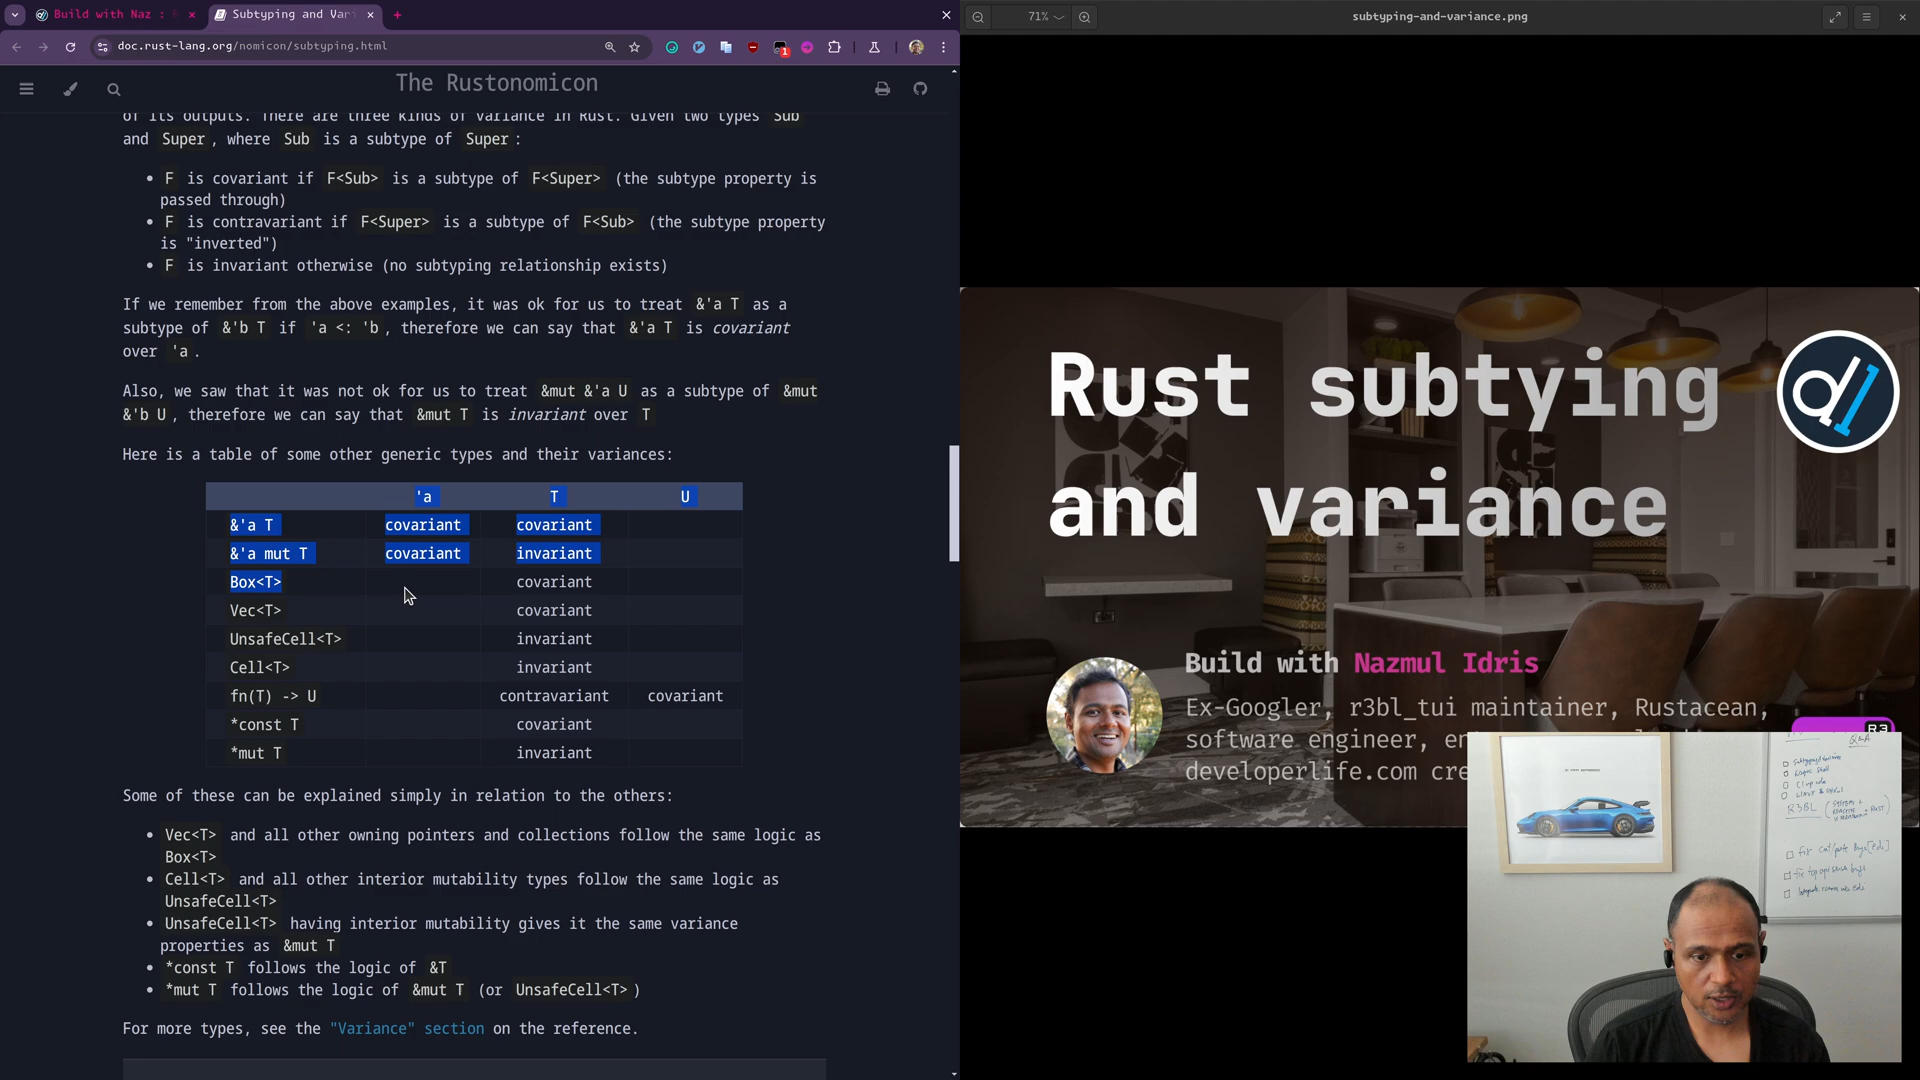 Build with Naz : R
Subtyping and Vari
doc.rust-lang.org/nomicon/subtyping.html
1
The Rustonomicon
of its outputs. There are three kinds of variance in Rust. Given two types Sub
and Super, where Sub is a subtype of Super:
• F is covariant if F<Sub> is a subtype of F<Super> (the subtype property is
passed through)
• F is contravariant if F<Super> is a subtype of F<Sub> (the subtype property
is "inverted")
• F is invariant otherwise (no subtyping relationship exists)
If we remember from the above examples, it was ok for us to treat &'a T as a
subtype of &'b T if 'a <: 'b, therefore we can say that &'a T is covariant
over 'a.
Also, we saw that it was not ok for us to treat &mut &'a U as a subtype of &mut
&'b U, therefore we can say that &mut T is invariant over T
Here is a table of some other generic types and their variances:
'a T U
&'a T covariant covariant
&'a mut T covariant invariant
Box<T> covariant
Vec<T> covariant
UnsafeCell<T> invariant
Cell<T> invariant
fn(T) -> U contravariant covariant
*const T covariant
*mut T invariant
Some of these can be explained simply in relation to the others:
• Vec<T> and all other owning pointers and collections follow the same logic as
Box<T>
• Cell<T> and all other interior mutability types follow the same logic as
UnsafeCell<T>
• UnsafeCell<T> having interior mutability gives it the same variance
properties as &mut T
• *const T follows the logic of &T
• *mut T follows the logic of &mut T (or UnsafeCell<T>)
For more types, see the "Variance" section on the reference.
71%
subtyping-and-variance.png
Rust subtying
and variance
Build with Nazmul Idris
Ex-Googler, r3bl_tui maintainer, Rustacean,
software engineer, en
developerlife.com cre
R3
Q&A
R3BL